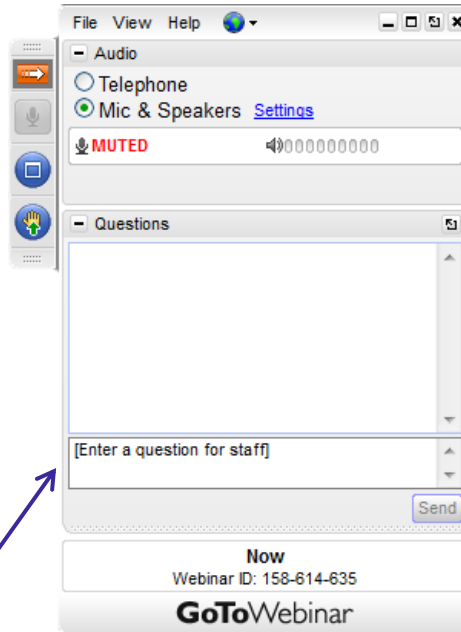 File View Help
Audio
Telephone
Mic & Speakers Settings
MUTED 000000000
Questions
[Enter a question for staff]
Send
Now
Webinar ID: 158-614-635
GoToWebinar